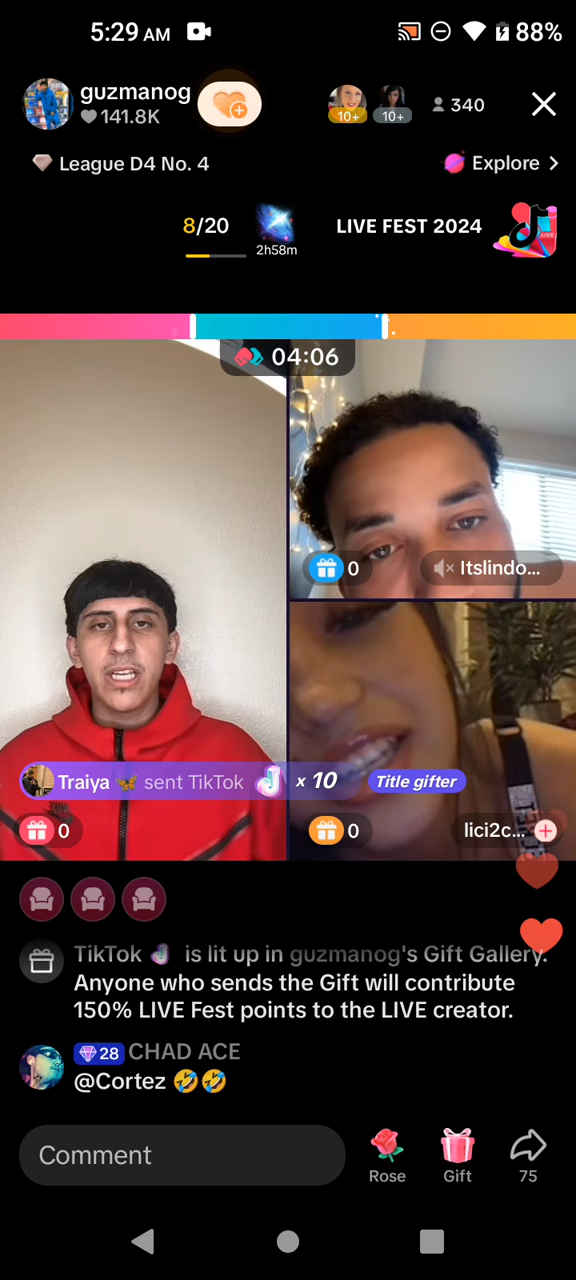 5:29 AM
88%
guzmanog
141.8K
10+
10+
340
League D4 No. 4
Explore >
8/20
2h58m
LIVE FEST 2024
LIVE
04:06
0
Itslindo...
Traiya 🦋 sent TikTok x 10
Title gifter
0
0
lici2c...
TikTok is lit up in guzmanog's Gift Gallery.
Anyone who sends the Gift will contribute
150% LIVE Fest points to the LIVE creator.
28 CHAD ACE
@Cortez 🤣🤣
Comment
Rose
Gift
75